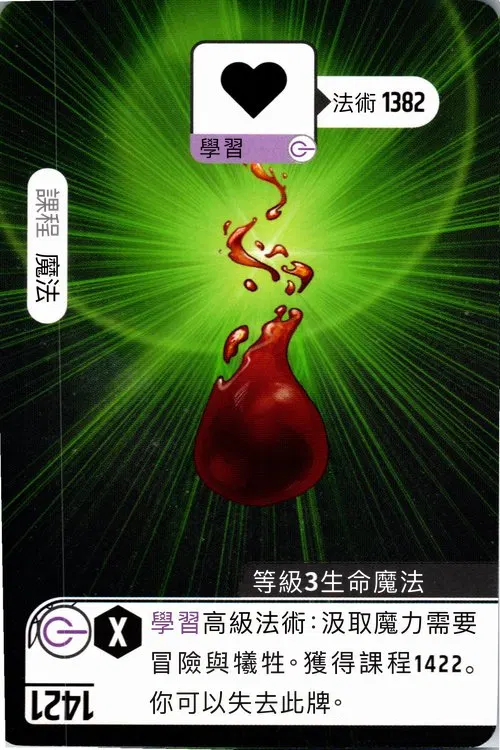 法術 1382
學習
課程 魔法
等級3生命魔法
X
學習高級法術：汲取魔力需要
冒險與犧牲。獲得課程1422。
你可以失去此牌。
1421